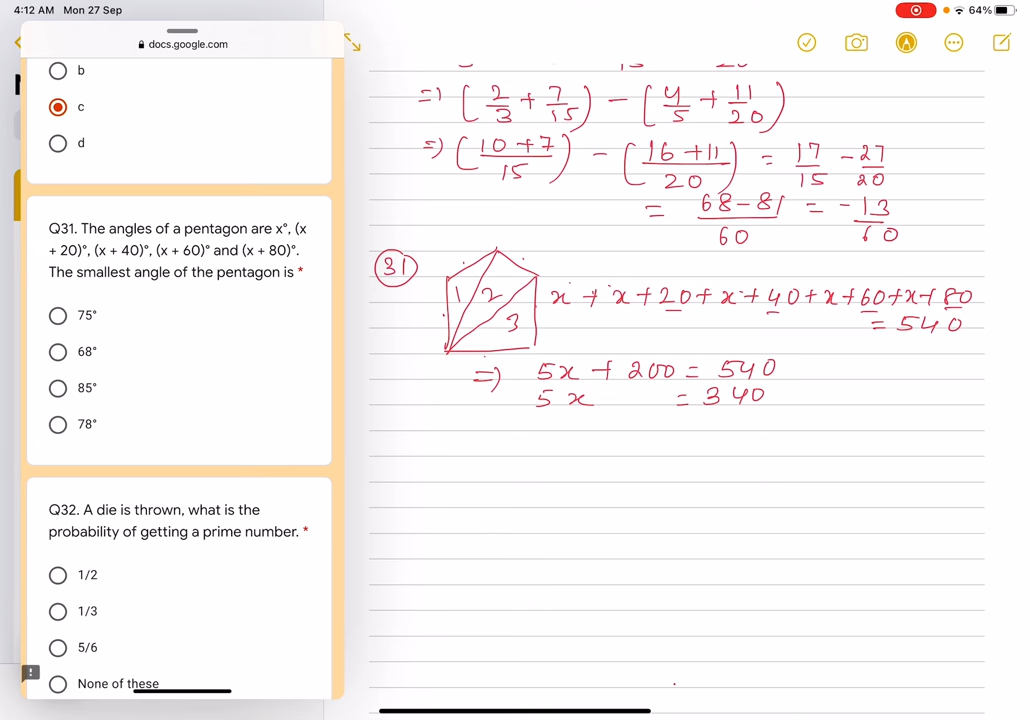 4:12 AM Mon 27 Sep
64%
docs.google.com
b
c
d
Q31. The angles of a pentagon are x°, (x
+ 20)°, (x + 40)°, (x + 60)° and (x + 80)°.
The smallest angle of the pentagon is *
75°
68°
85°
78°
Q32. A die is thrown, what is the
probability of getting a prime number. *
1/2
1/3
5/6
None of these
=> (2/3 + 7/15) - (4/5 + 11/20)
=> (10+7/15) - (16+11/20) = 17/15 - 27/20
= 68-81/60 = -13/60
31
1 2 3
x + x+20+x+40+x+60+x+80
= 540
=> 5x + 200 = 540
5x = 340